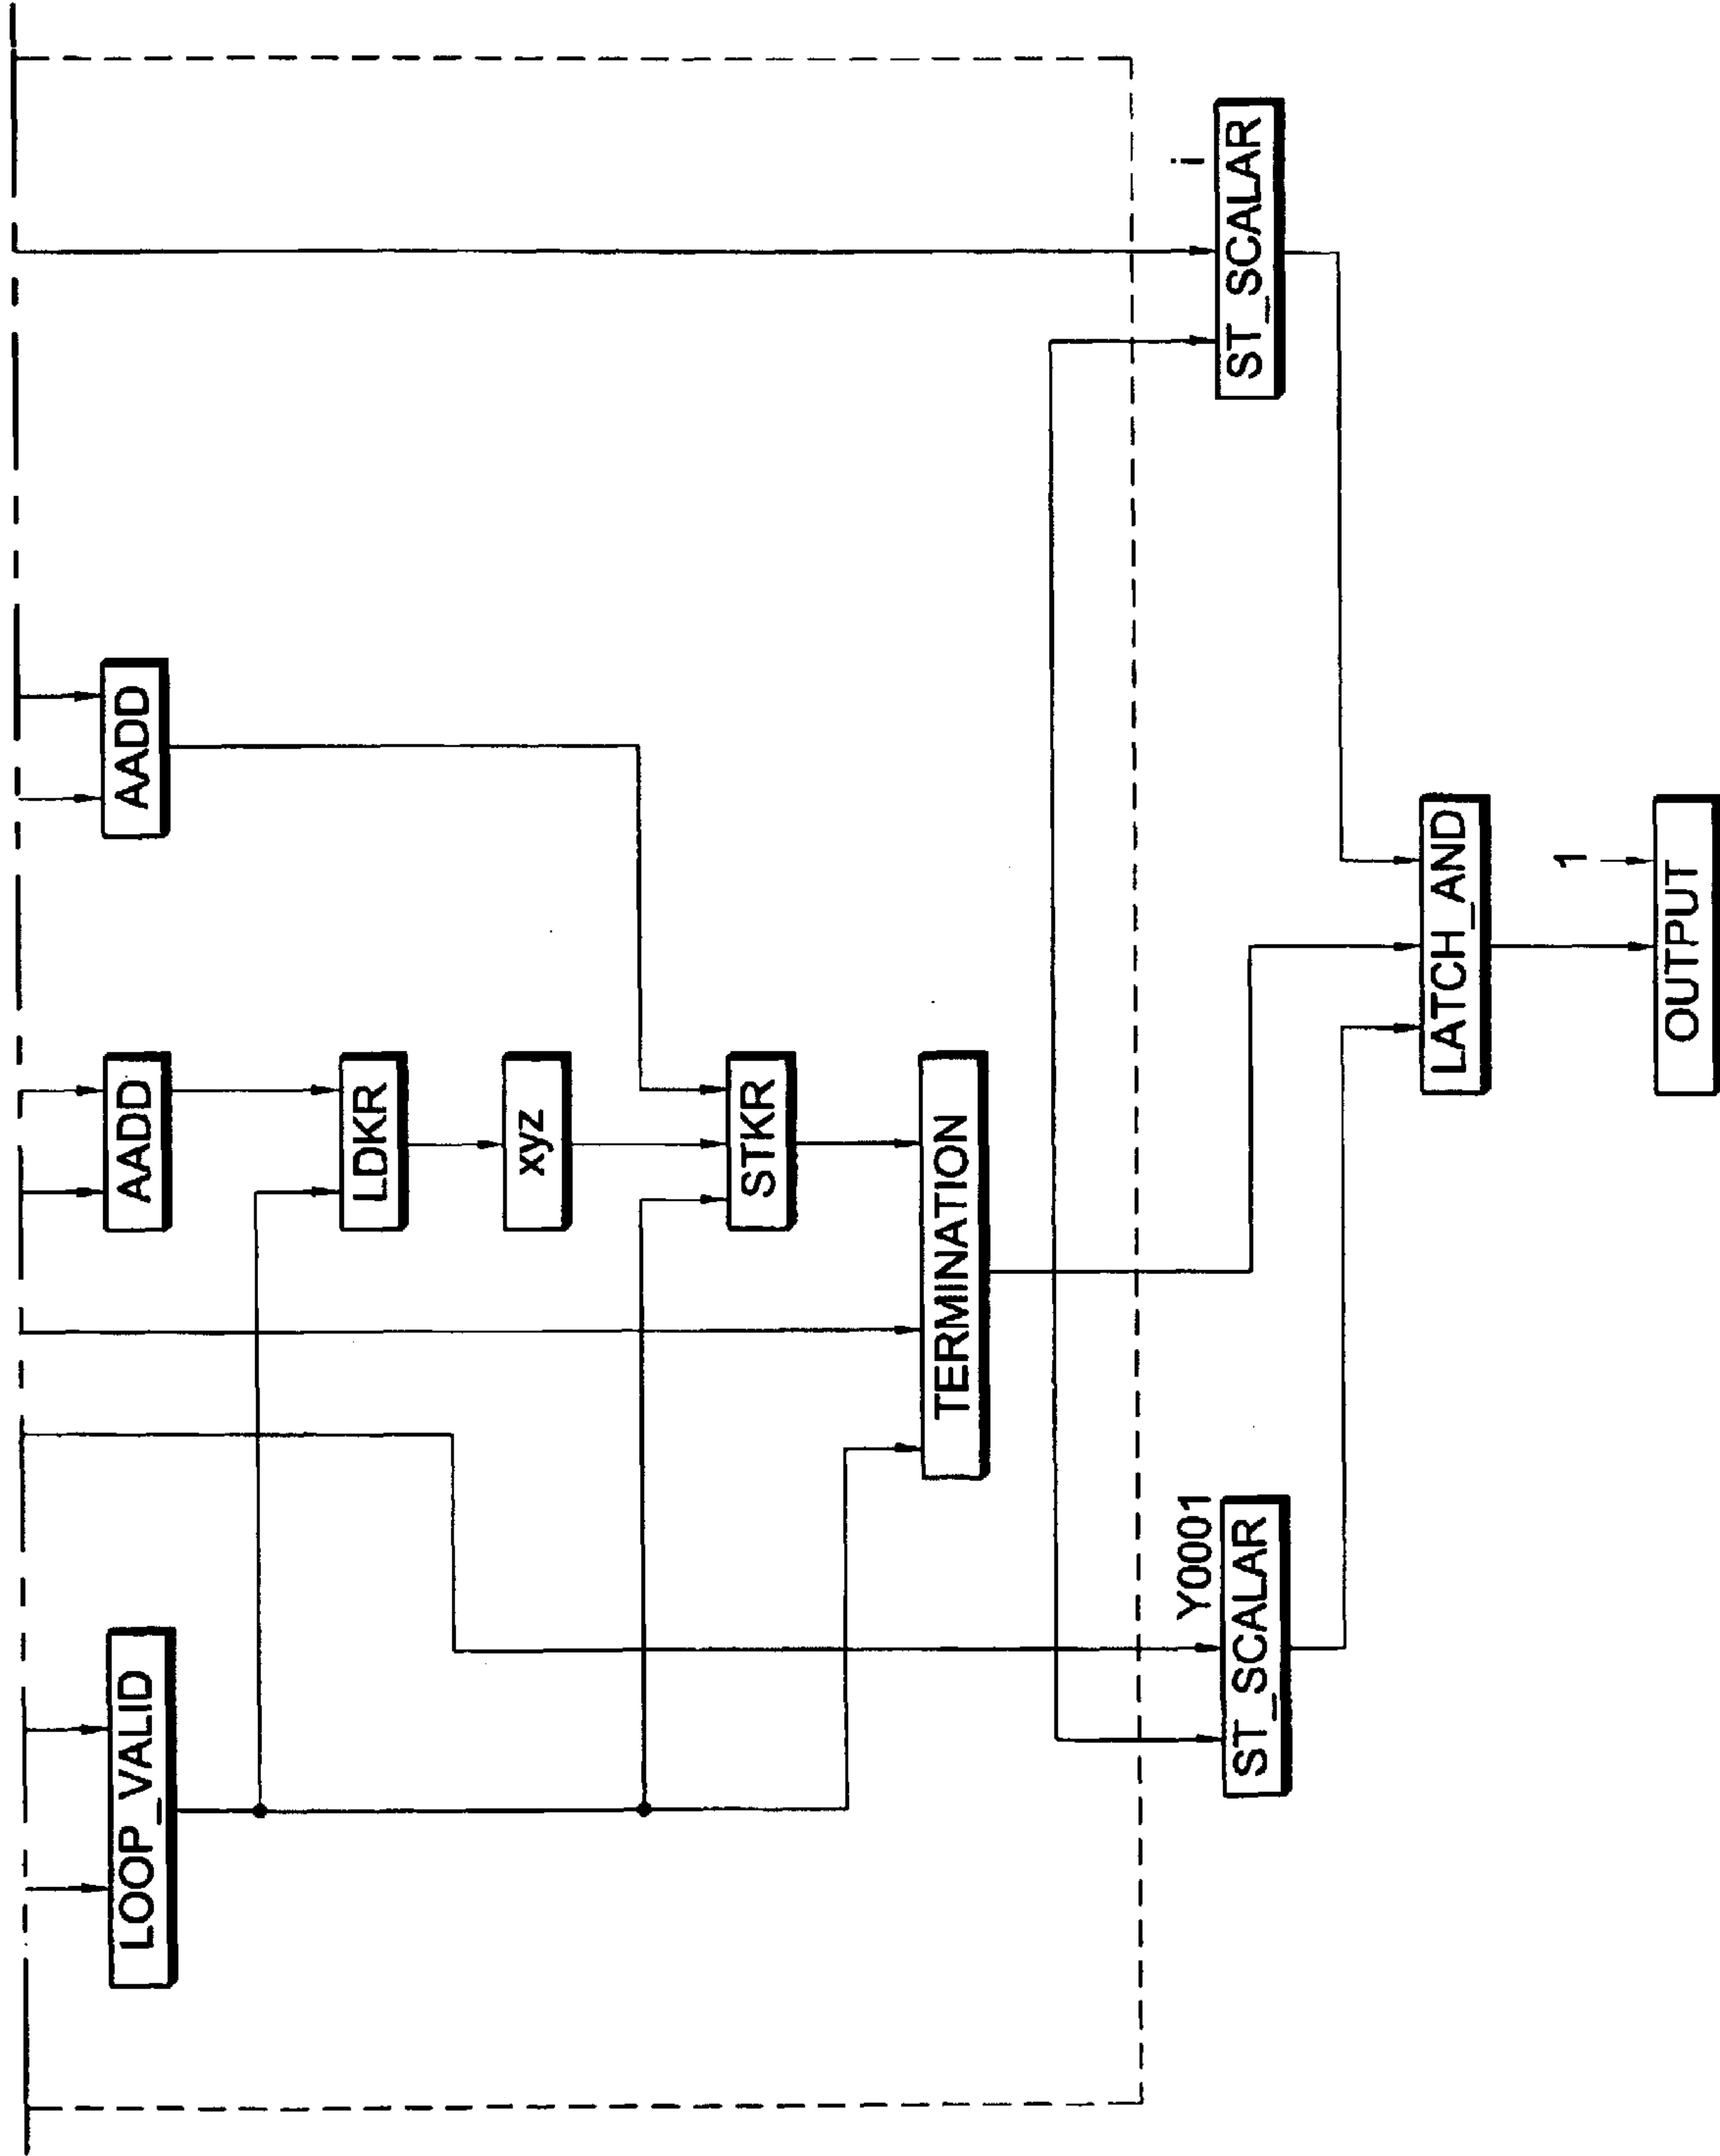 LOOP_VALID
AADD
AADD
LDKR
xyz
STKR
TERMINATION
Y0001
ST_SCALAR
i
ST_SCALAR
LATCH_AND
1
OUTPUT